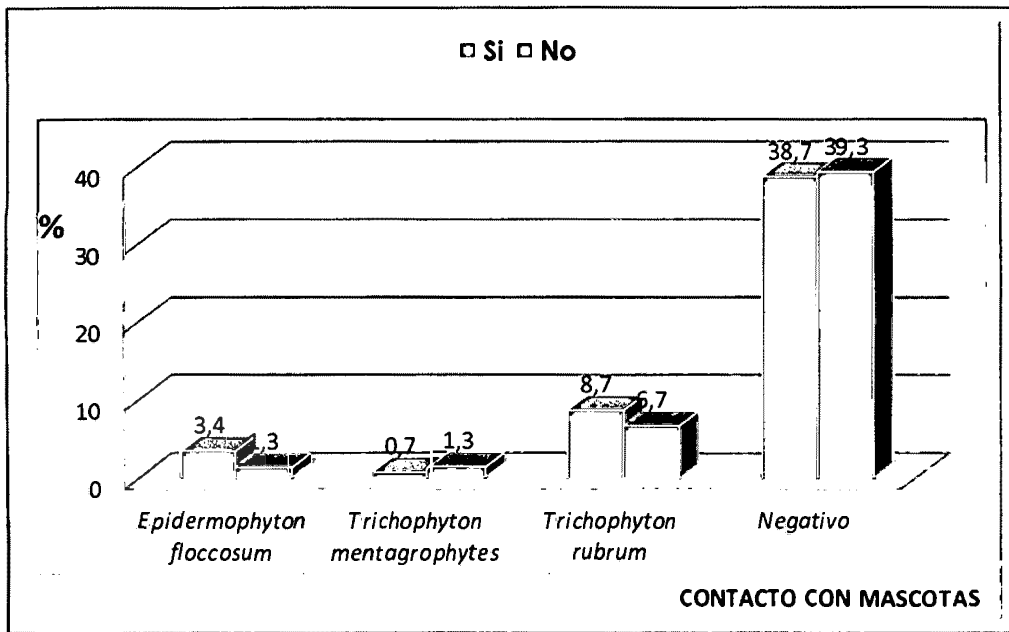 Si No
%
40
30
20
10
0
3,4
0,7
1,3
8,7
6,7
38,7
39,3
Epidermophyton floccosum
Trichophyton mentagrophytes
Trichophyton rubrum
Negativo
CONTACTO CON MASCOTAS